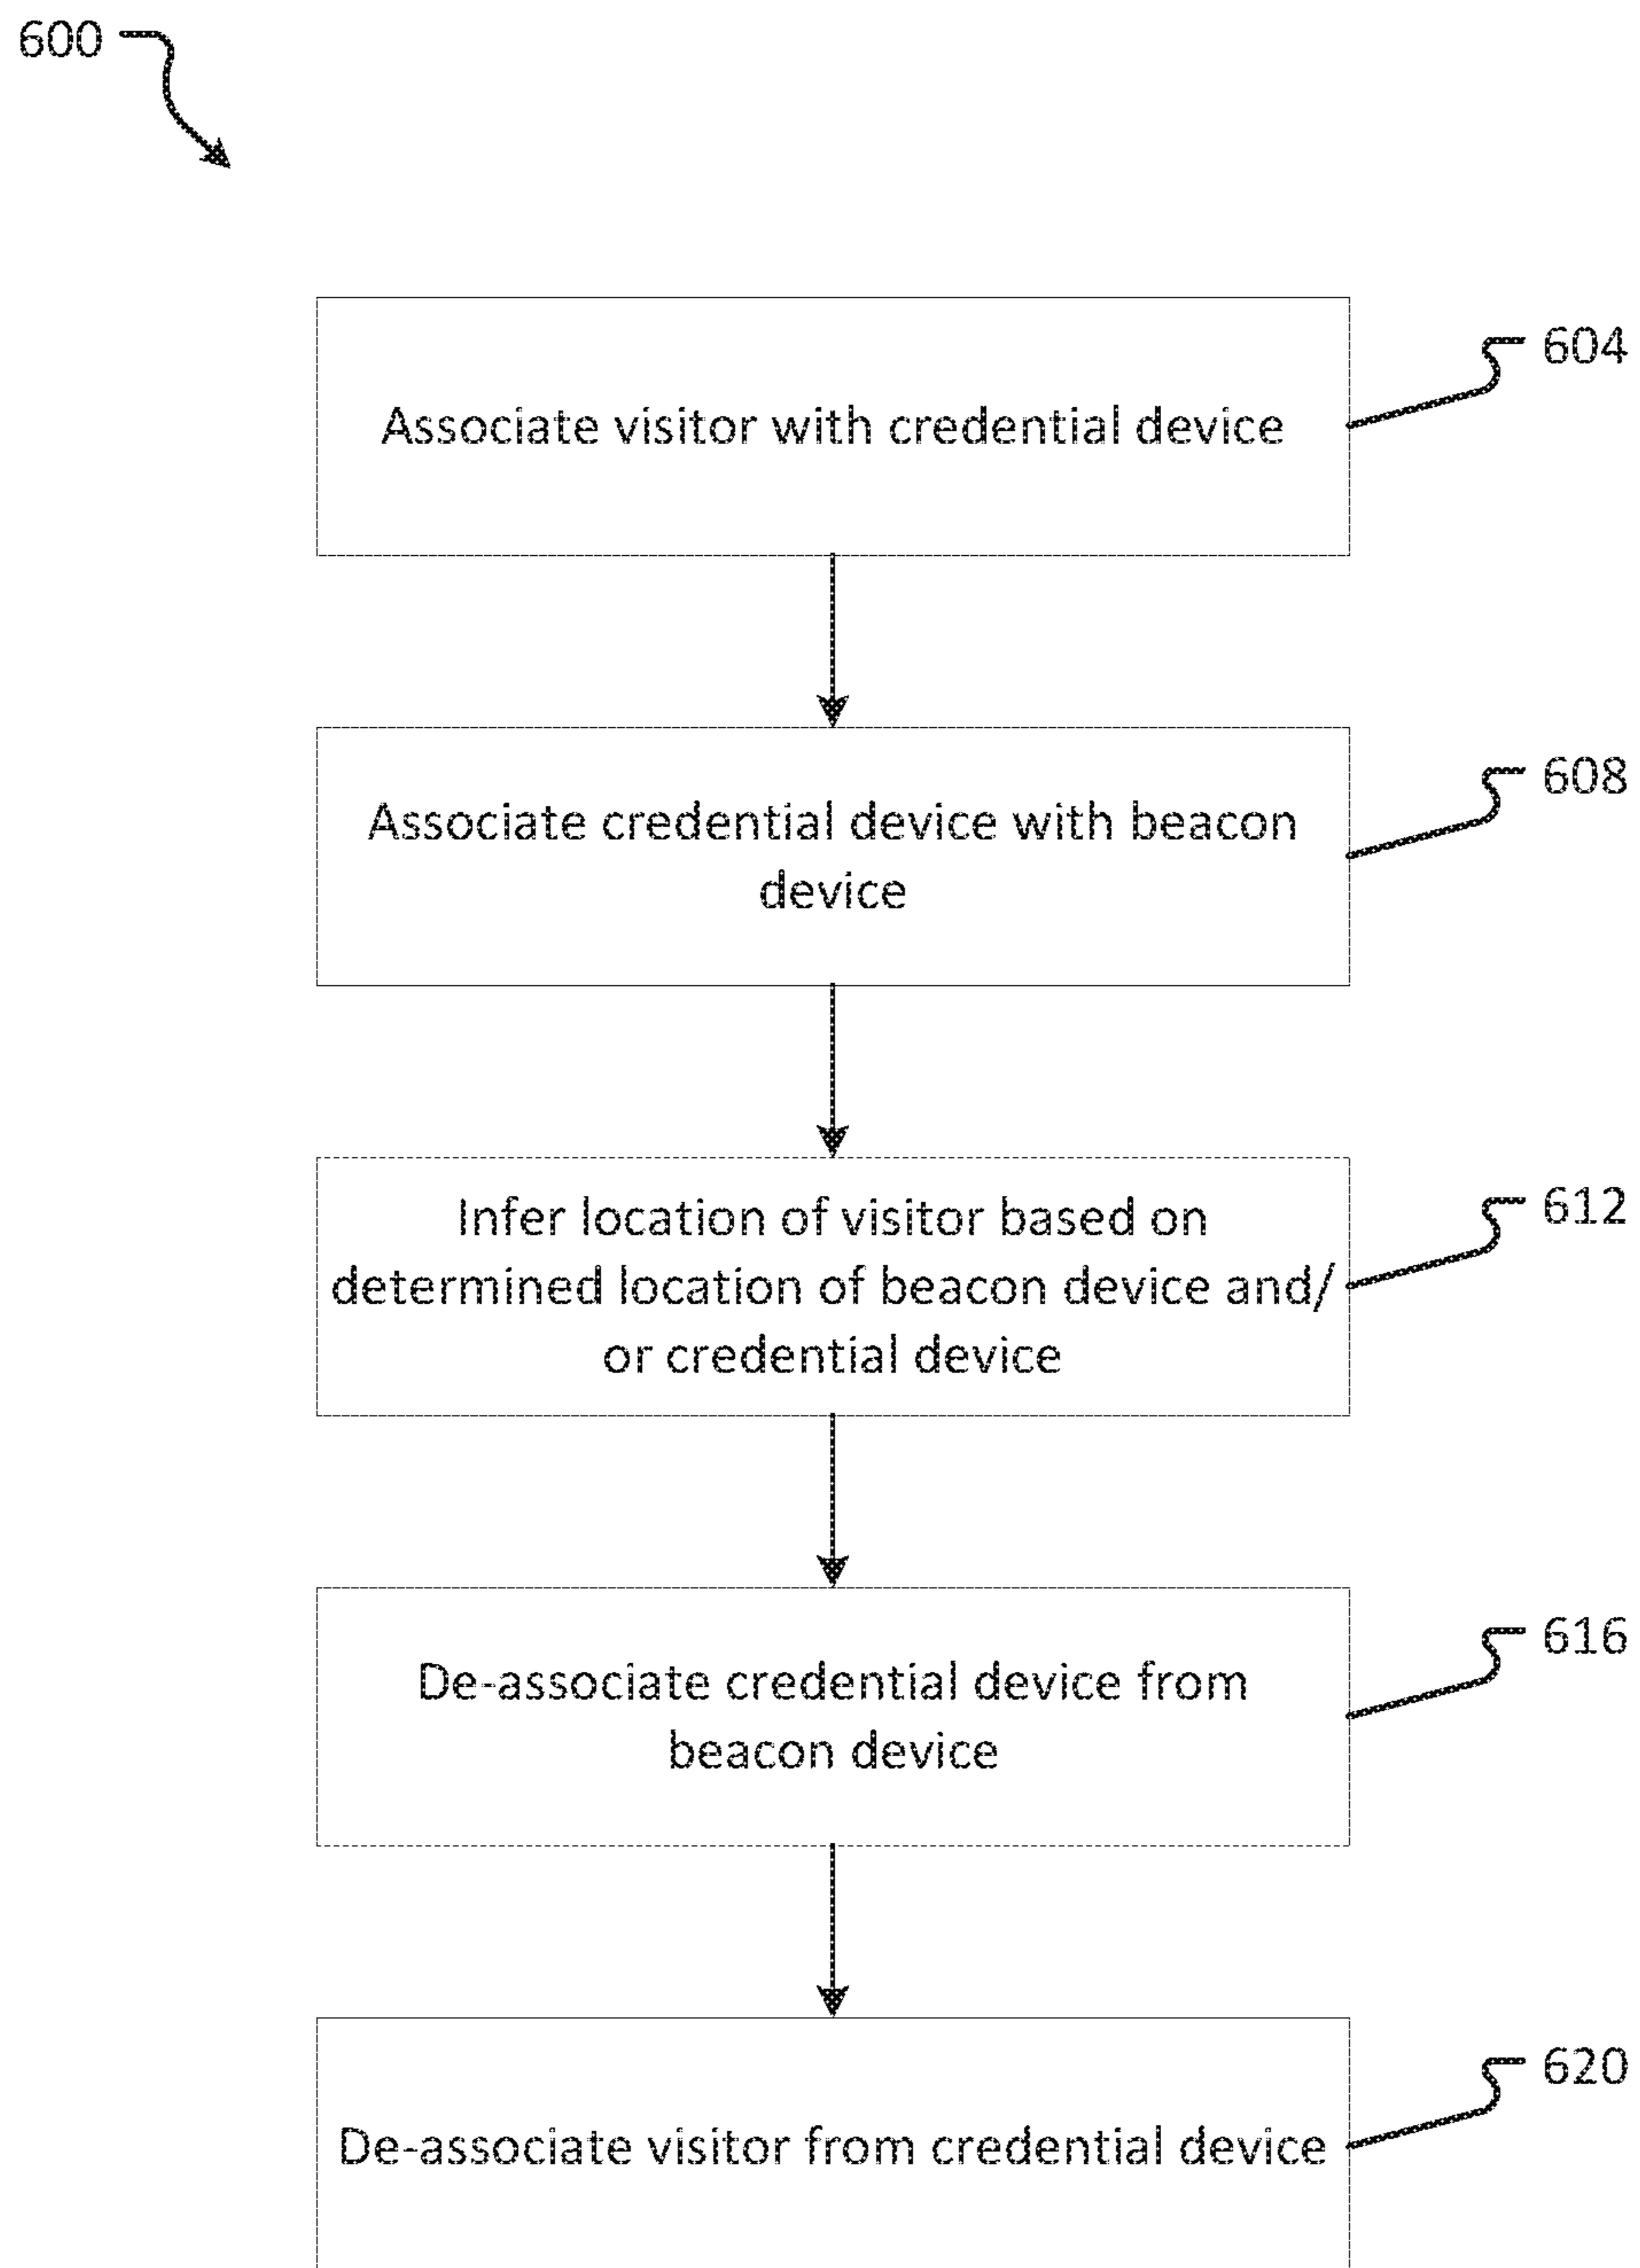 600
Associate visitor with credential device
604
Associate credential device with beacon
device
608
Infer location of visitor based on
determined location of beacon device and/
or credential device
612
De-associate credential device from
beacon device
616
De-associate visitor from credential device
620